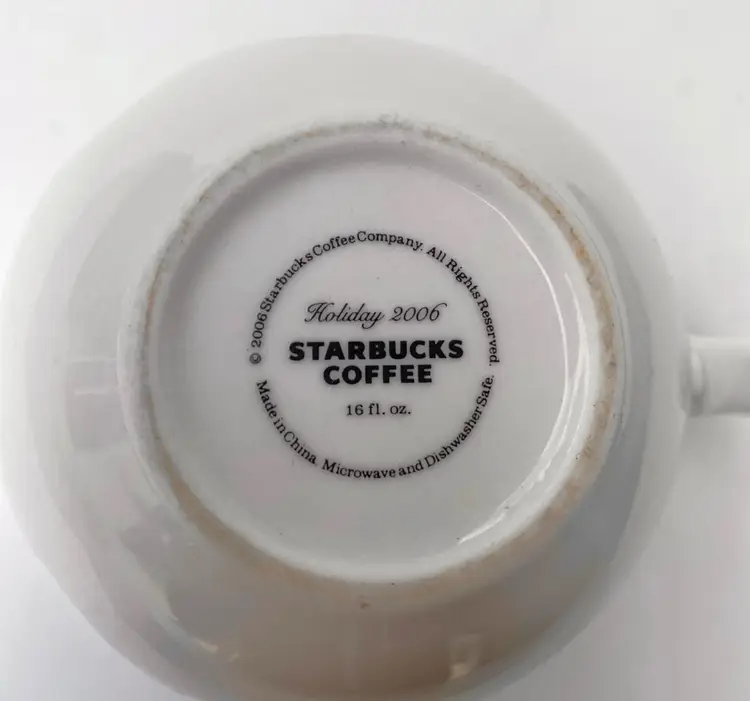 © 2006 Starbucks Coffee Company. All Rights Reserved.
Holiday 2006
STARBUCKS
COFFEE
16 fl. oz.
Made in China. Microwave and Dishwasher Safe.